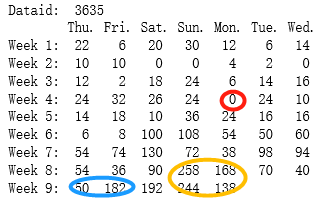 Dataid: 3635
Thu. Fri. Sat. Sun. Mon. Tue. Wed.
Week 1: 22 6 20 30 12 6 14
Week 2: 10 10 0 0 4 2 0
Week 3: 12 2 18 24 6 14 16
Week 4: 24 32 26 24 0 24 10
Week 5: 14 18 10 36 24 16 16
Week 6: 6 8 100 108 54 50 60
Week 7: 54 74 130 72 38 98 94
Week 8: 54 36 90 258 168 70 40
Week 9: 50 182 192 244 138